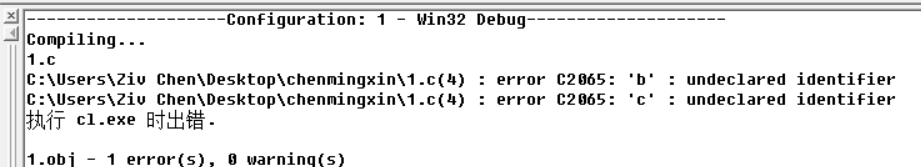 --------------------Configuration: 1 - Win32 Debug--------------------
Compiling...
1.c
C:\Users\Ziv Chen\Desktop\chenmingxin\1.c(4) : error C2065: 'b' : undeclared identifier
C:\Users\Ziv Chen\Desktop\chenmingxin\1.c(4) : error C2065: 'c' : undeclared identifier
执行 cl.exe 时出错.
1.obj - 1 error(s), 0 warning(s)